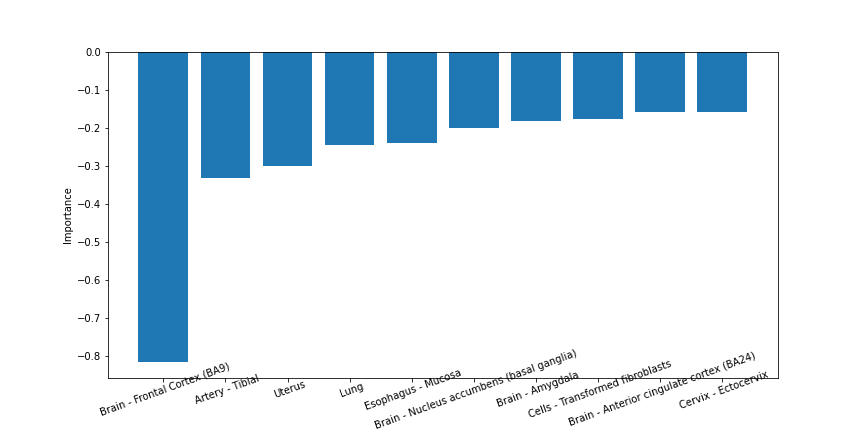 0.0
−0.1
−0.2
−0.3
−0.4
−0.5
−0.6
−0.7
−0.8
Importance
Brain - Frontal Cortex (BA9)
Artery - Tibial
Uterus
Lung
Esophagus - Mucosa
Brain - Nucleus accumbens (basal ganglia)
Brain - Amygdala
Cells - Transformed fibroblasts
Brain - Anterior cingulate cortex (BA24)
Cervix - Ectocervix